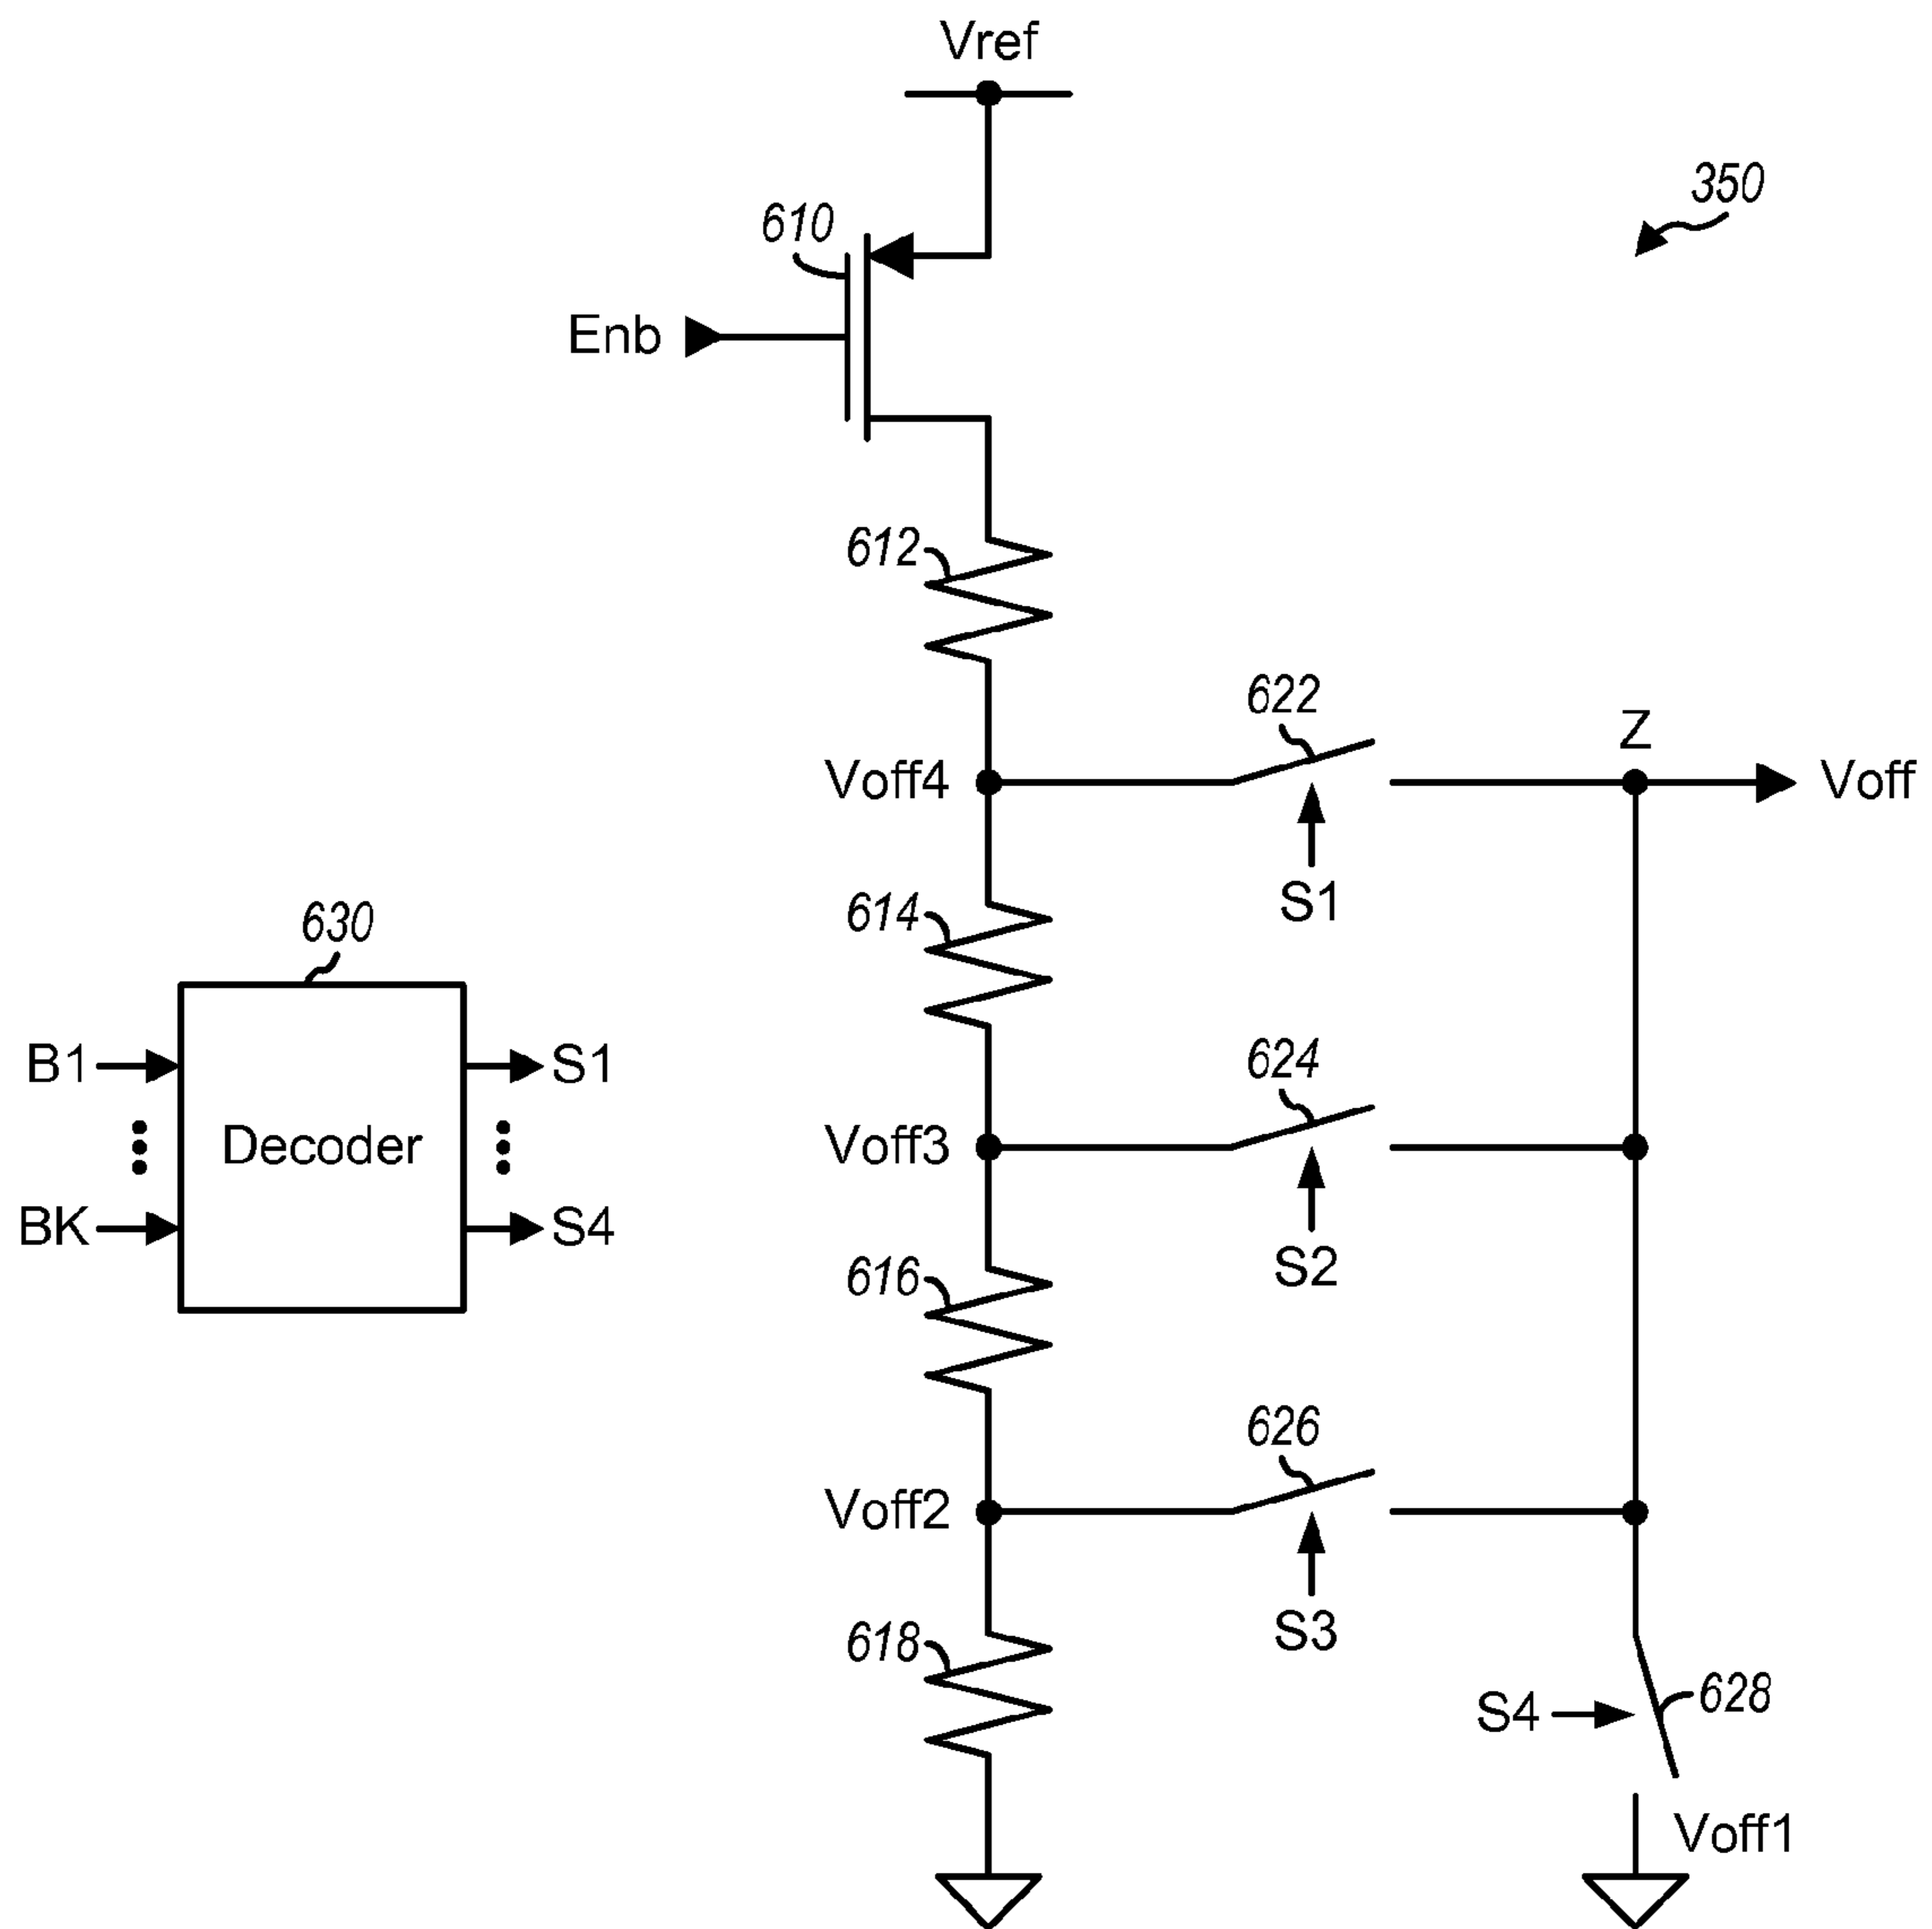 Vref
350
610
Enb
612
622
Z
Voff4
Voff
S1
614
630
624
B1
S1
Decoder
Voff3
BK
S4
S2
616
626
Voff2
S3
618
628
S4
Voff1